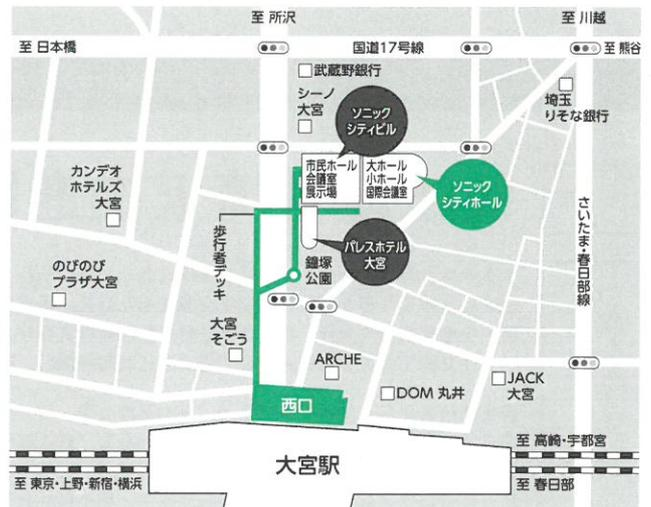 至 所沢
至 川越
至 日本橋
国道17号線
至 熊谷
武蔵野銀行
シーノ
大宮
ソニック
シティビル
埼玉
りそな銀行
カンデオ
ホテルズ
大宮
市民ホール
会議室
展示場
大ホール
小ホール
国際会議室
ソニック
シティホール
さいたま・春日部線
歩行者デッキ
パレスホテル
大宮
鐘塚
公園
のびのび
プラザ大宮
大宮
そごう
ARCHE
DOM 丸井
JACK
大宮
西口
大宮駅
至 高崎・宇都宮
至 東京・上野・新宿・横浜
至 春日部